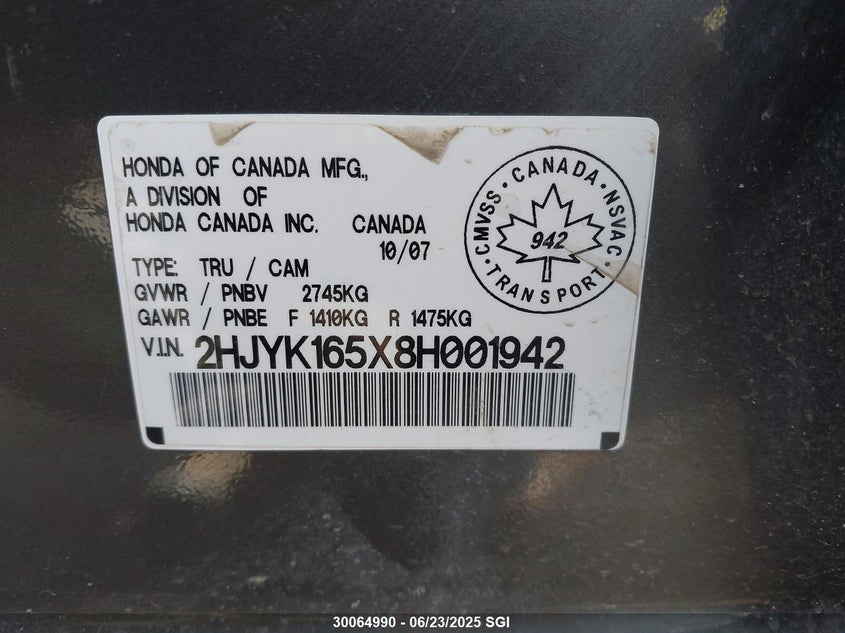 HONDA OF CANADA MFG.,
A DIVISION OF
HONDA CANADA INC. CANADA
10/07
TYPE: TRU / CAM
GVWR / PNBV 2745KG
GAWR / PNBE F 1410KG R 1475KG
V.I.N. 2HJYK165X8H001942
CMVSS · CANADA · NSVAC
942
· TRANSPORT ·
30064990 - 06/23/2025 SGI